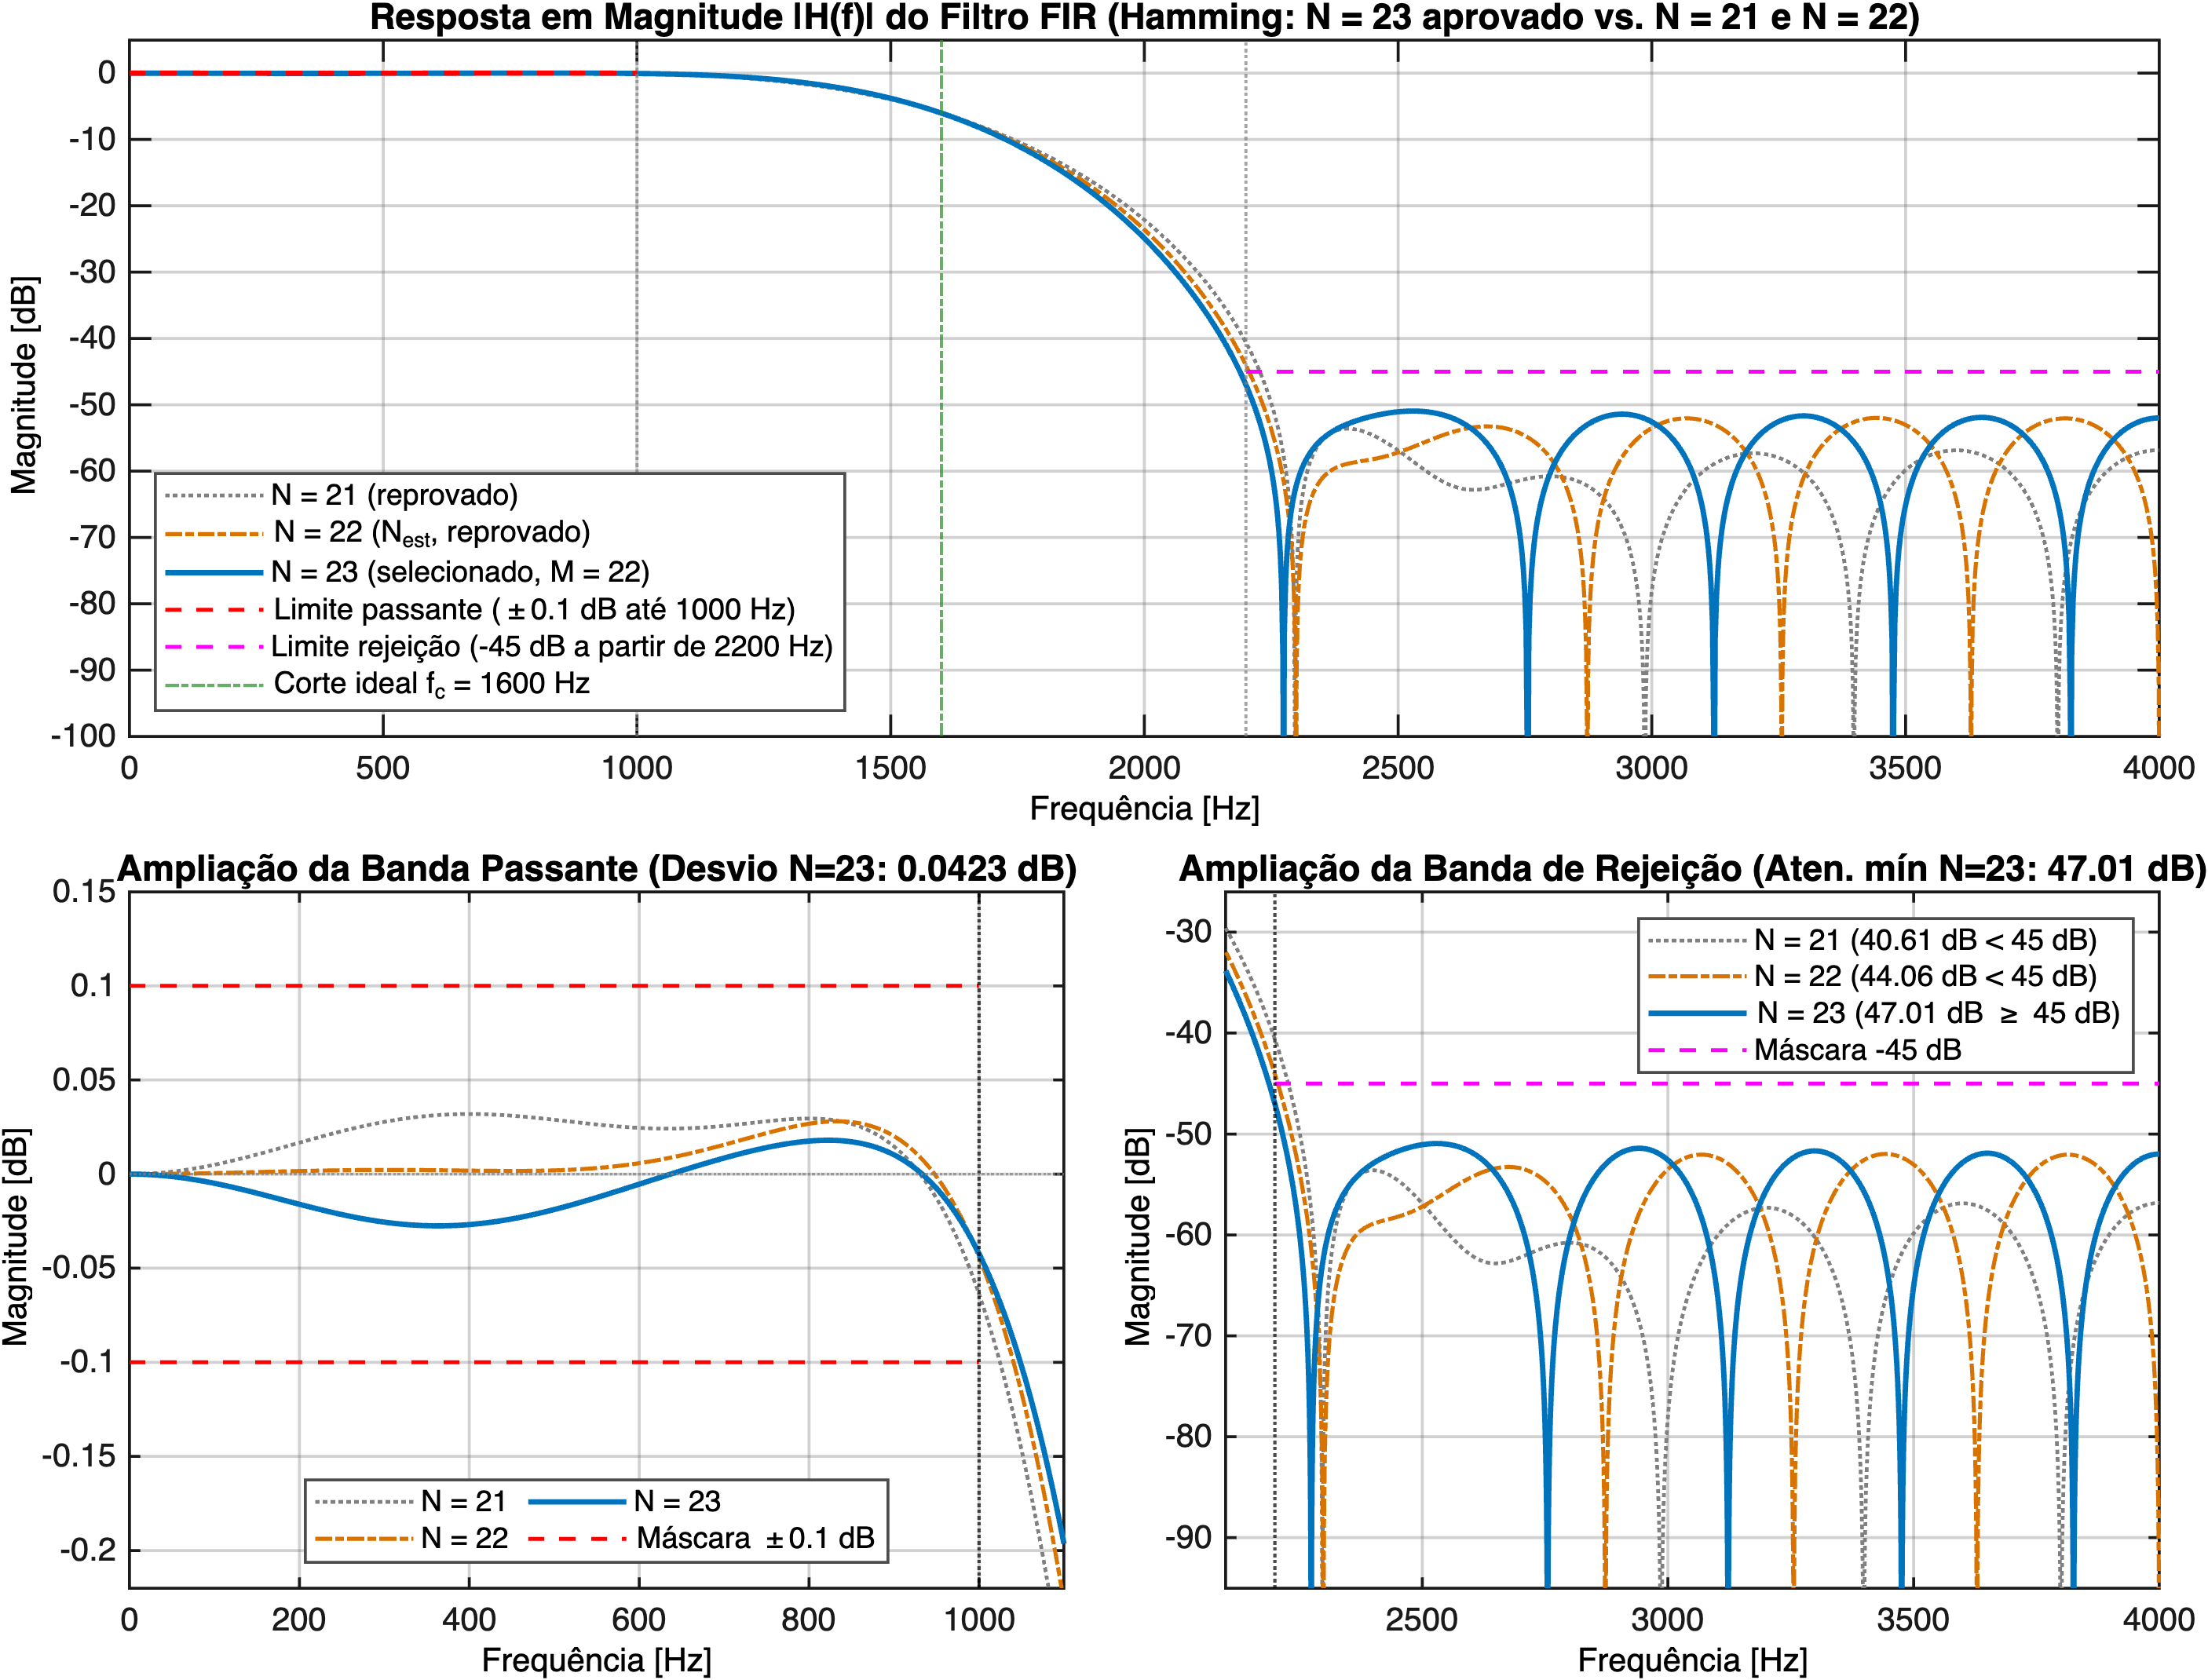 Resposta em Magnitude |H(f)| do Filtro FIR (Hamming: N = 23 aprovado vs. N = 21 e N = 22)
Magnitude [dB]
0
-10
-20
-30
-40
-50
-60
-70
-80
-90
-100
N = 21 (reprovado)
N = 22 (Nest, reprovado)
N = 23 (selecionado, M = 22)
Limite passante ( ± 0.1 dB até 1000 Hz)
Limite rejeição (-45 dB a partir de 2200 Hz)
Corte ideal fc = 1600 Hz
0 500 1000 1500 2000 2500 3000 3500 4000
Frequência [Hz]
Ampliação da Banda Passante (Desvio N=23: 0.0423 dB)
Magnitude [dB]
0.15
0.1
0.05
0
-0.05
-0.1
-0.15
-0.2
N = 21 N = 23
N = 22 Máscara ± 0.1 dB
0 200 400 600 800 1000
Frequência [Hz]
Ampliação da Banda de Rejeição (Aten. mín N=23: 47.01 dB)
Magnitude [dB]
-30
-40
-50
-60
-70
-80
-90
N = 21 (40.61 dB < 45 dB)
N = 22 (44.06 dB < 45 dB)
N = 23 (47.01 dB ≥ 45 dB)
Máscara -45 dB
2500 3000 3500 4000
Frequência [Hz]